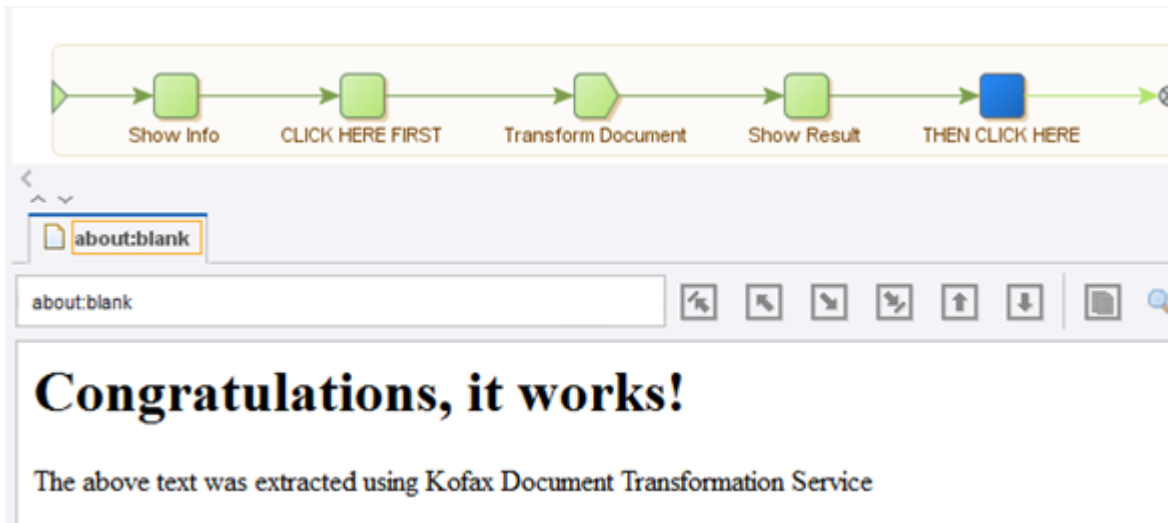 Show Info
CLICK HERE FIRST
Transform Document
Show Result
THEN CLICK HERE
about:blank
about:blank
Congratulations, it works!
The above text was extracted using Kofax Document Transformation Service